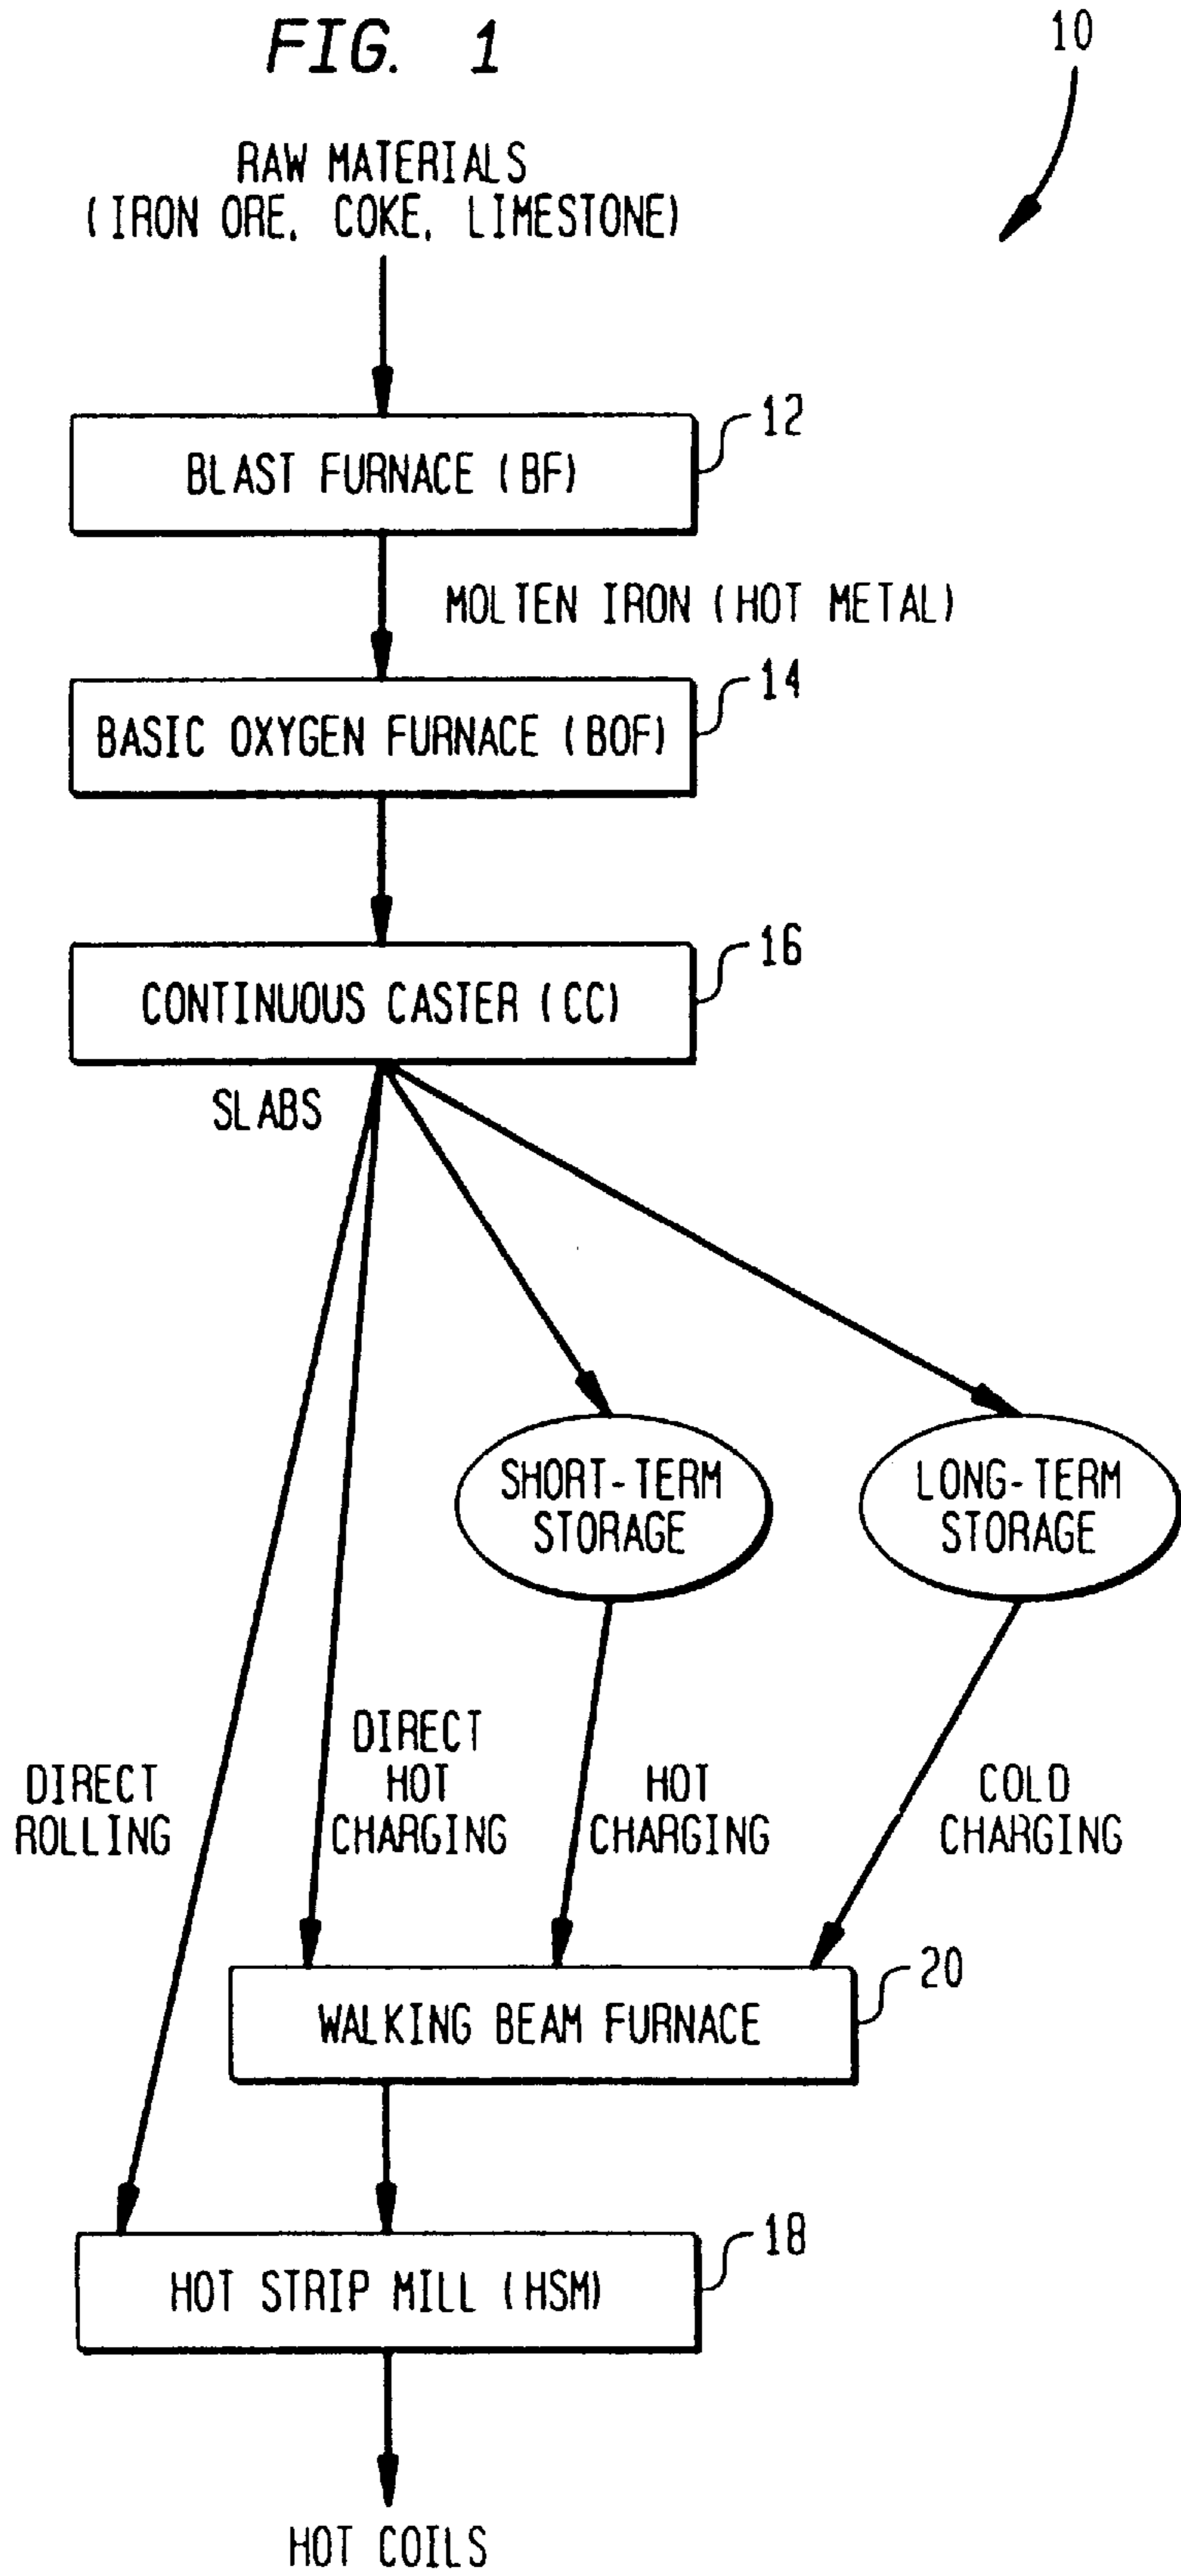 FIG. 1
10
RAW MATERIALS
(IRON ORE, COKE, LIMESTONE)
12
BLAST FURNACE (BF)
MOLTEN IRON (HOT METAL)
14
BASIC OXYGEN FURNACE (BOF)
16
CONTINUOUS CASTER (CC)
SLABS
SHORT-TERM
STORAGE
LONG-TERM
STORAGE
DIRECT
ROLLING
DIRECT
HOT
CHARGING
HOT
CHARGING
COLD
CHARGING
20
WALKING BEAM FURNACE
18
HOT STRIP MILL (HSM)
HOT COILS